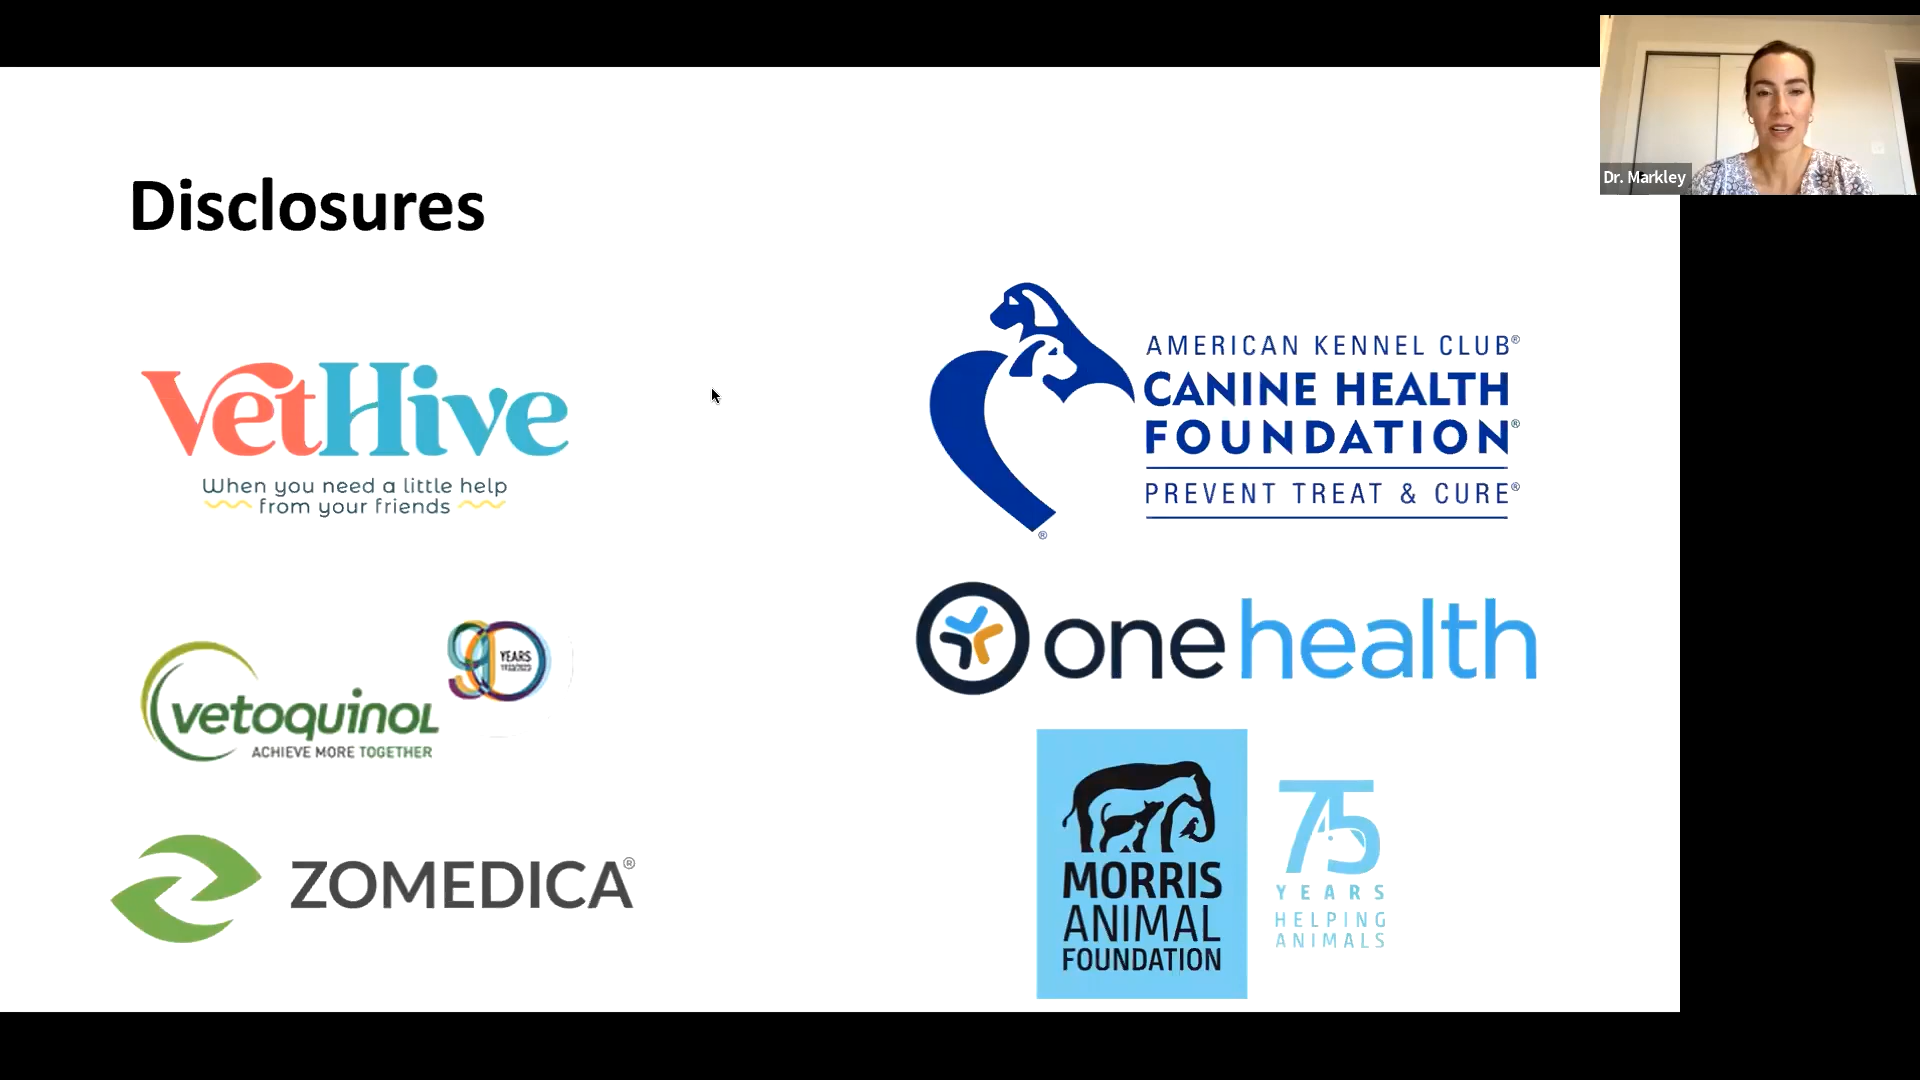 Dr. Markley
Disclosures
VetHive
When you need a little help
from your friends
AMERICAN KENNEL CLUB®
CANINE HEALTH
FOUNDATION®
PREVENT TREAT & CURE®
®
onehealth
90
YEARS
vetoquinol
ACHIEVE MORE TOGETHER
ZOMEDICA®
MORRIS
ANIMAL
FOUNDATION
75
YEARS
HELPING
ANIMALS